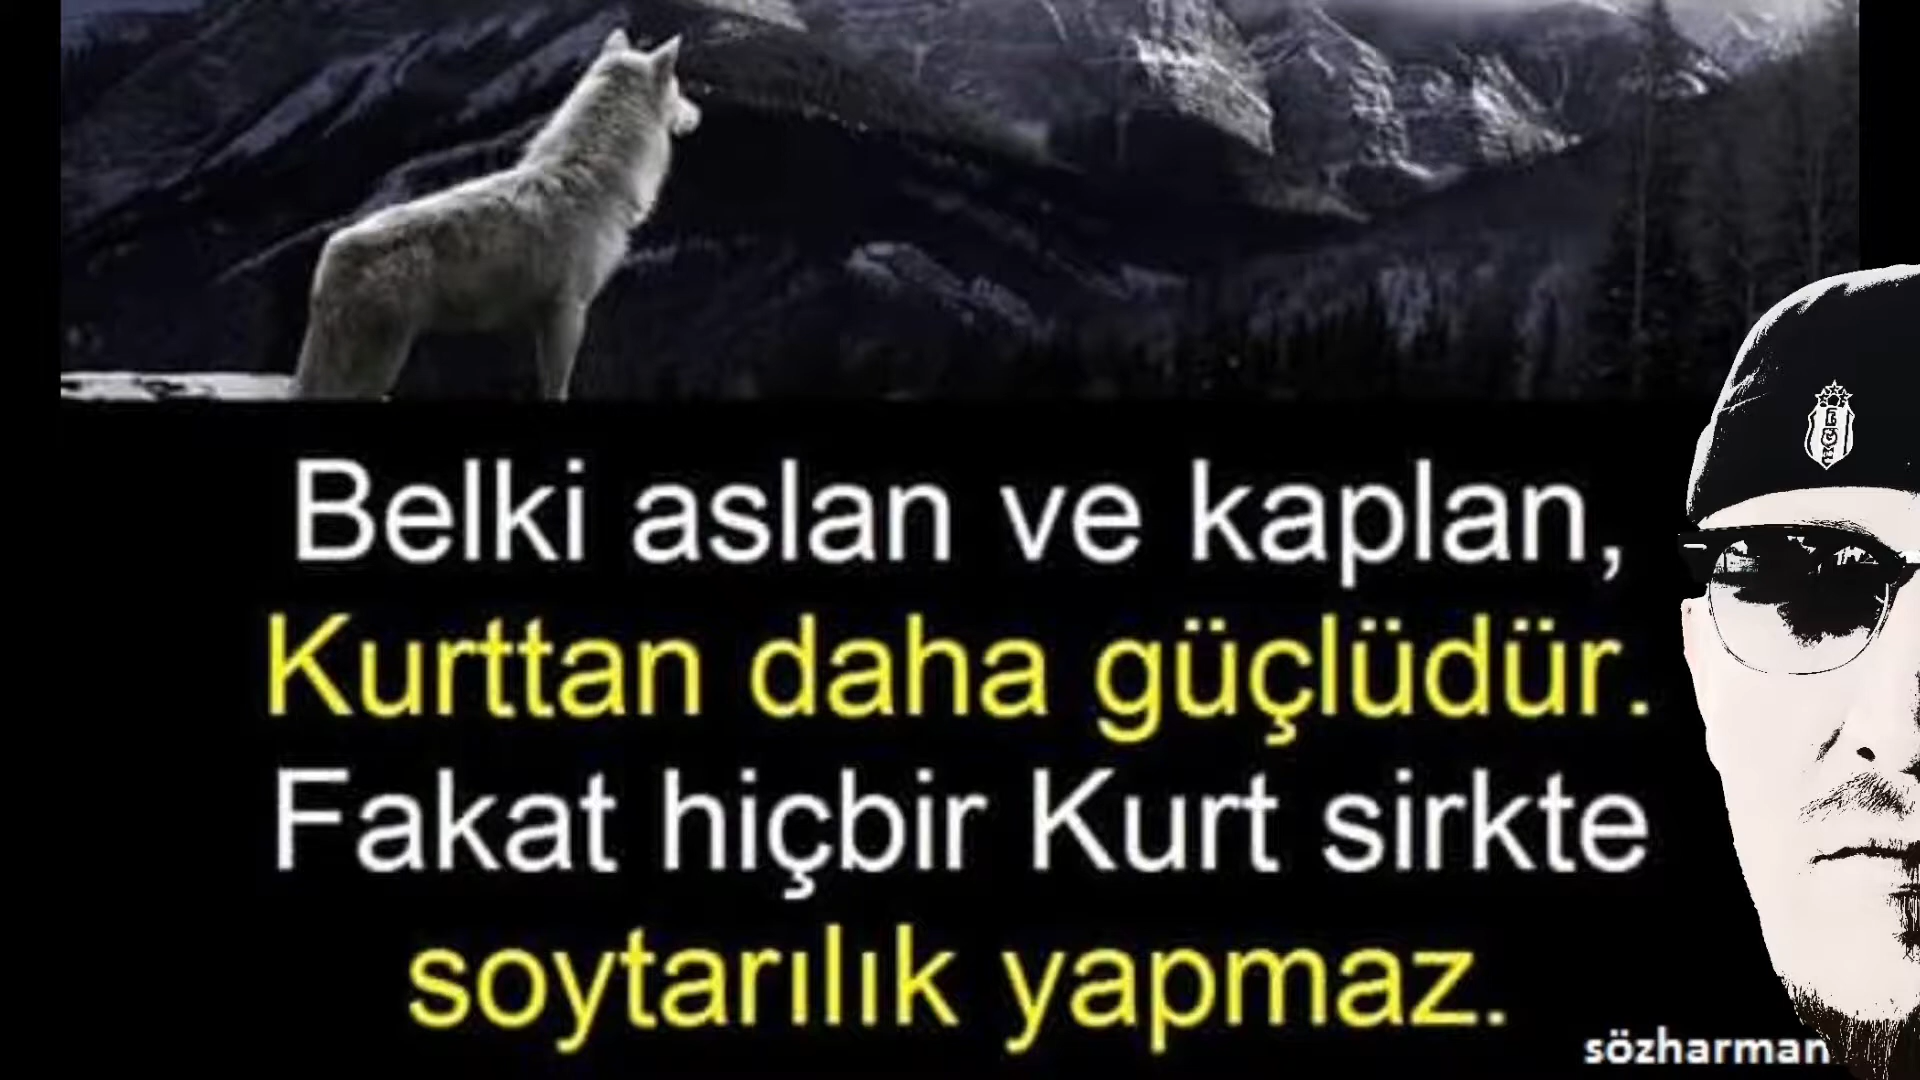 Belki aslan ve kaplan,
Kurttan daha güçlüdür.
Fakat hiçbir Kurt sirkte
soytarılık yapmaz.
sözharman